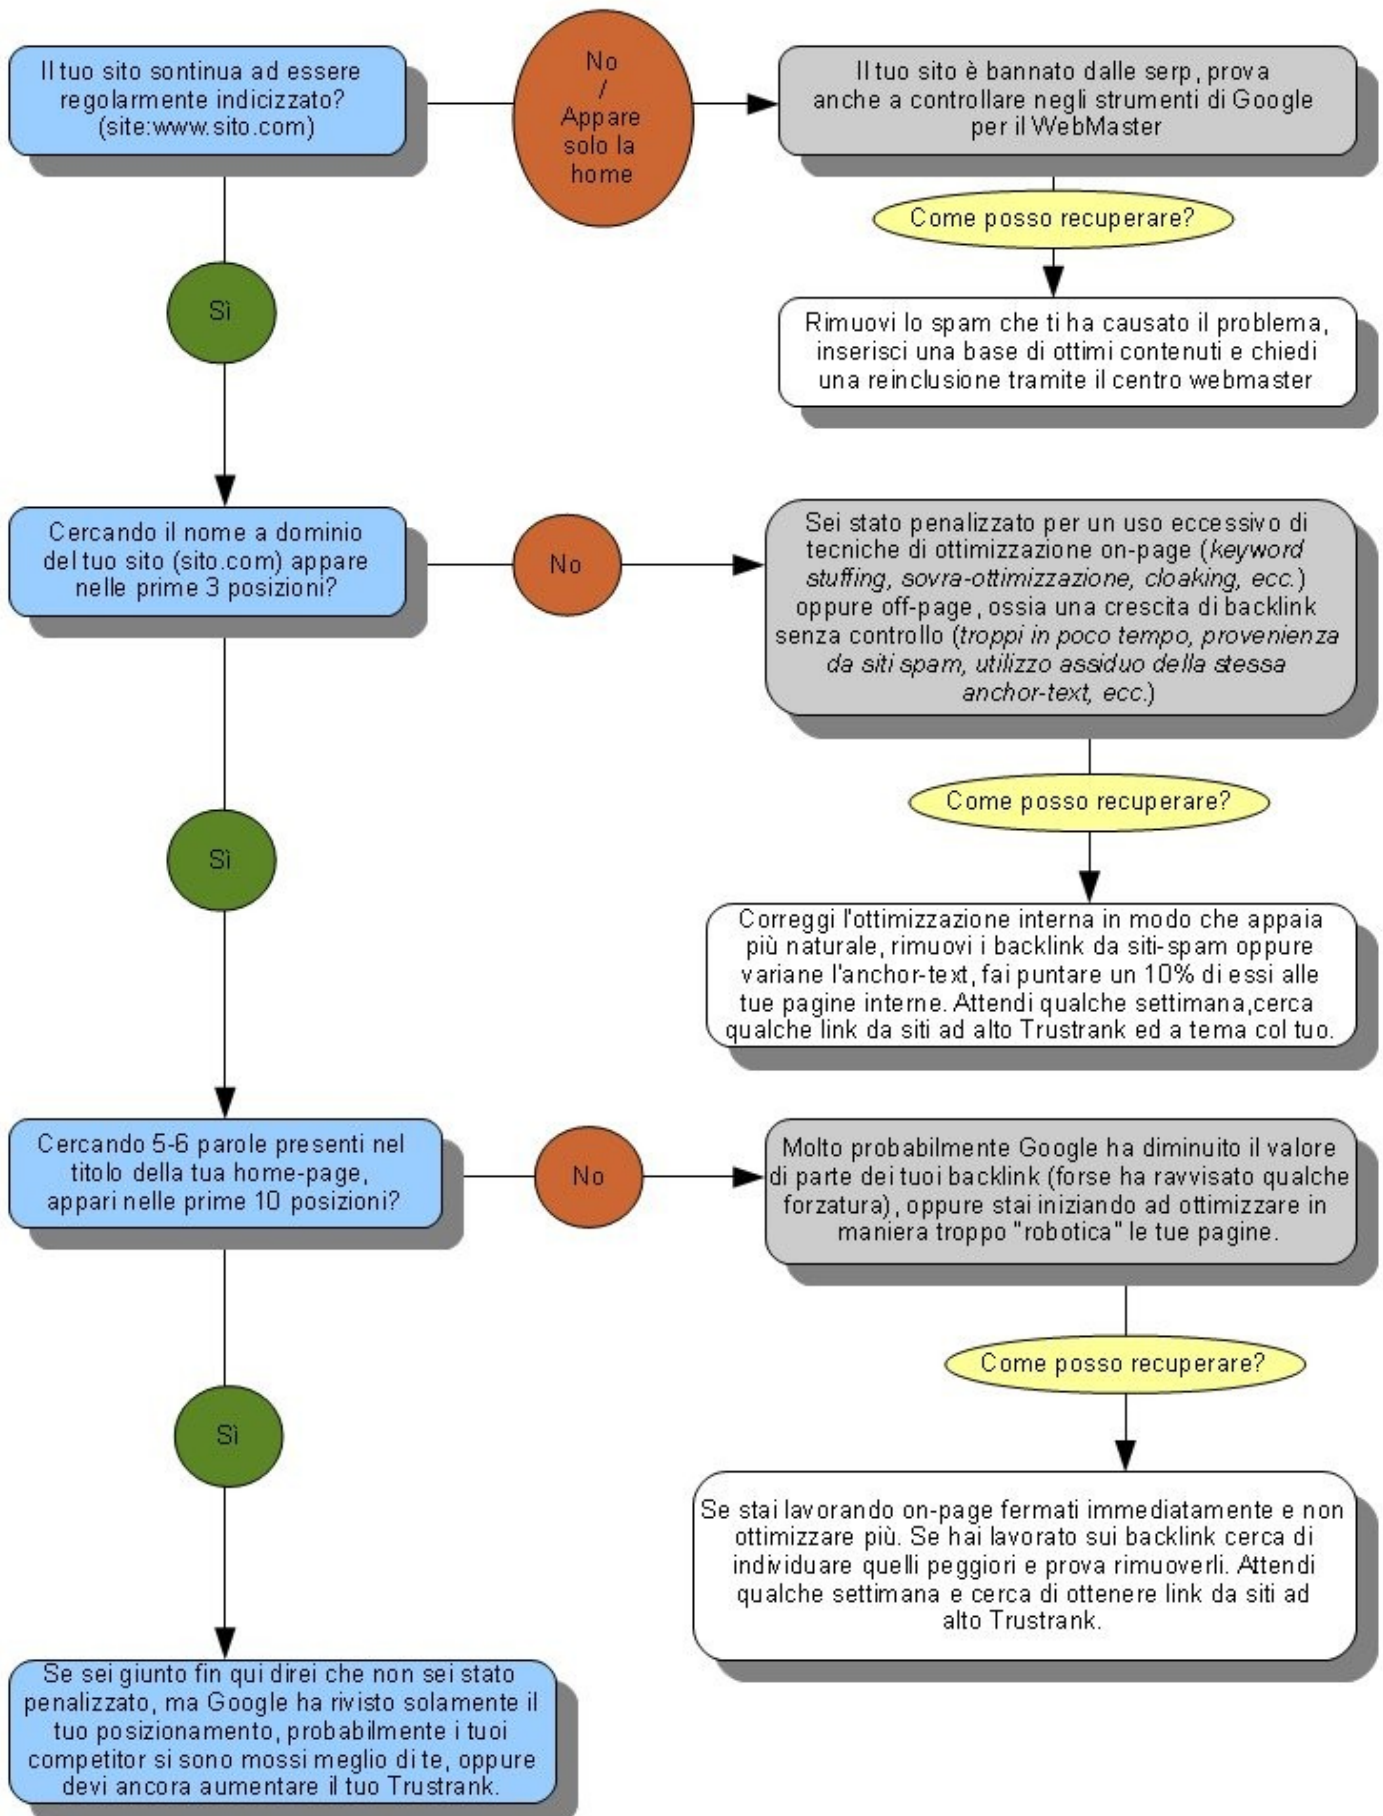 Il tuo sito sontinua ad essere
regolarmente indicizzato?
(site:www.sito.com)
No
/
Appare
solo la
home
Il tuo sito è bannato dalle serp, prova
anche a controllare negli strumenti di Google
per il WebMaster
Come posso recuperare?
Rimuovi lo spam che ti ha causato il problema,
inserisci una base di ottimi contenuti e chiedi
una reinclusione tramite il centro webmaster
Sì
Cercando il nome a dominio
del tuo sito (sito.com) appare
nelle prime 3 posizioni?
No
Sei stato penalizzato per un uso eccessivo di
tecniche di ottimizzazione on-page (keyword
stuffing, sovra-ottimizzazione, cloaking, ecc.)
oppure off-page, ossia una crescita di backlink
senza controllo (troppi in poco tempo, provenienza
da siti spam, utilizzo assiduo della stessa
anchor-text, ecc.)
Come posso recuperare?
Correggi l'ottimizzazione interna in modo che appaia
più naturale, rimuovi i backlink da siti-spam oppure
variane l'anchor-text, fai puntare un 10% di essi alle
tue pagine interne. Attendi qualche settimana,cerca
qualche link da siti ad alto Trustrank ed a tema col tuo.
Sì
Cercando 5-6 parole presenti nel
titolo della tua home-page,
appari nelle prime 10 posizioni?
No
Molto probabilmente Google ha diminuito il valore
di parte dei tuoi backlink (forse ha ravvisato qualche
forzatura), oppure stai iniziando ad ottimizzare in
maniera troppo "robotica" le tue pagine.
Come posso recuperare?
Se stai lavorando on-page fermati immediatamente e non
ottimizzare più. Se hai lavorato sui backlink cerca di
individuare quelli peggiori e prova rimuoverli. Attendi
qualche settimana e cerca di ottenere link da siti ad
alto Trustrank.
Sì
Se sei giunto fin qui direi che non sei stato
penalizzato, ma Google ha rivisto solamente il
tuo posizionamento, probabilmente i tuoi
competitor si sono mossi meglio di te, oppure
devi ancora aumentare il tuo Trustrank.